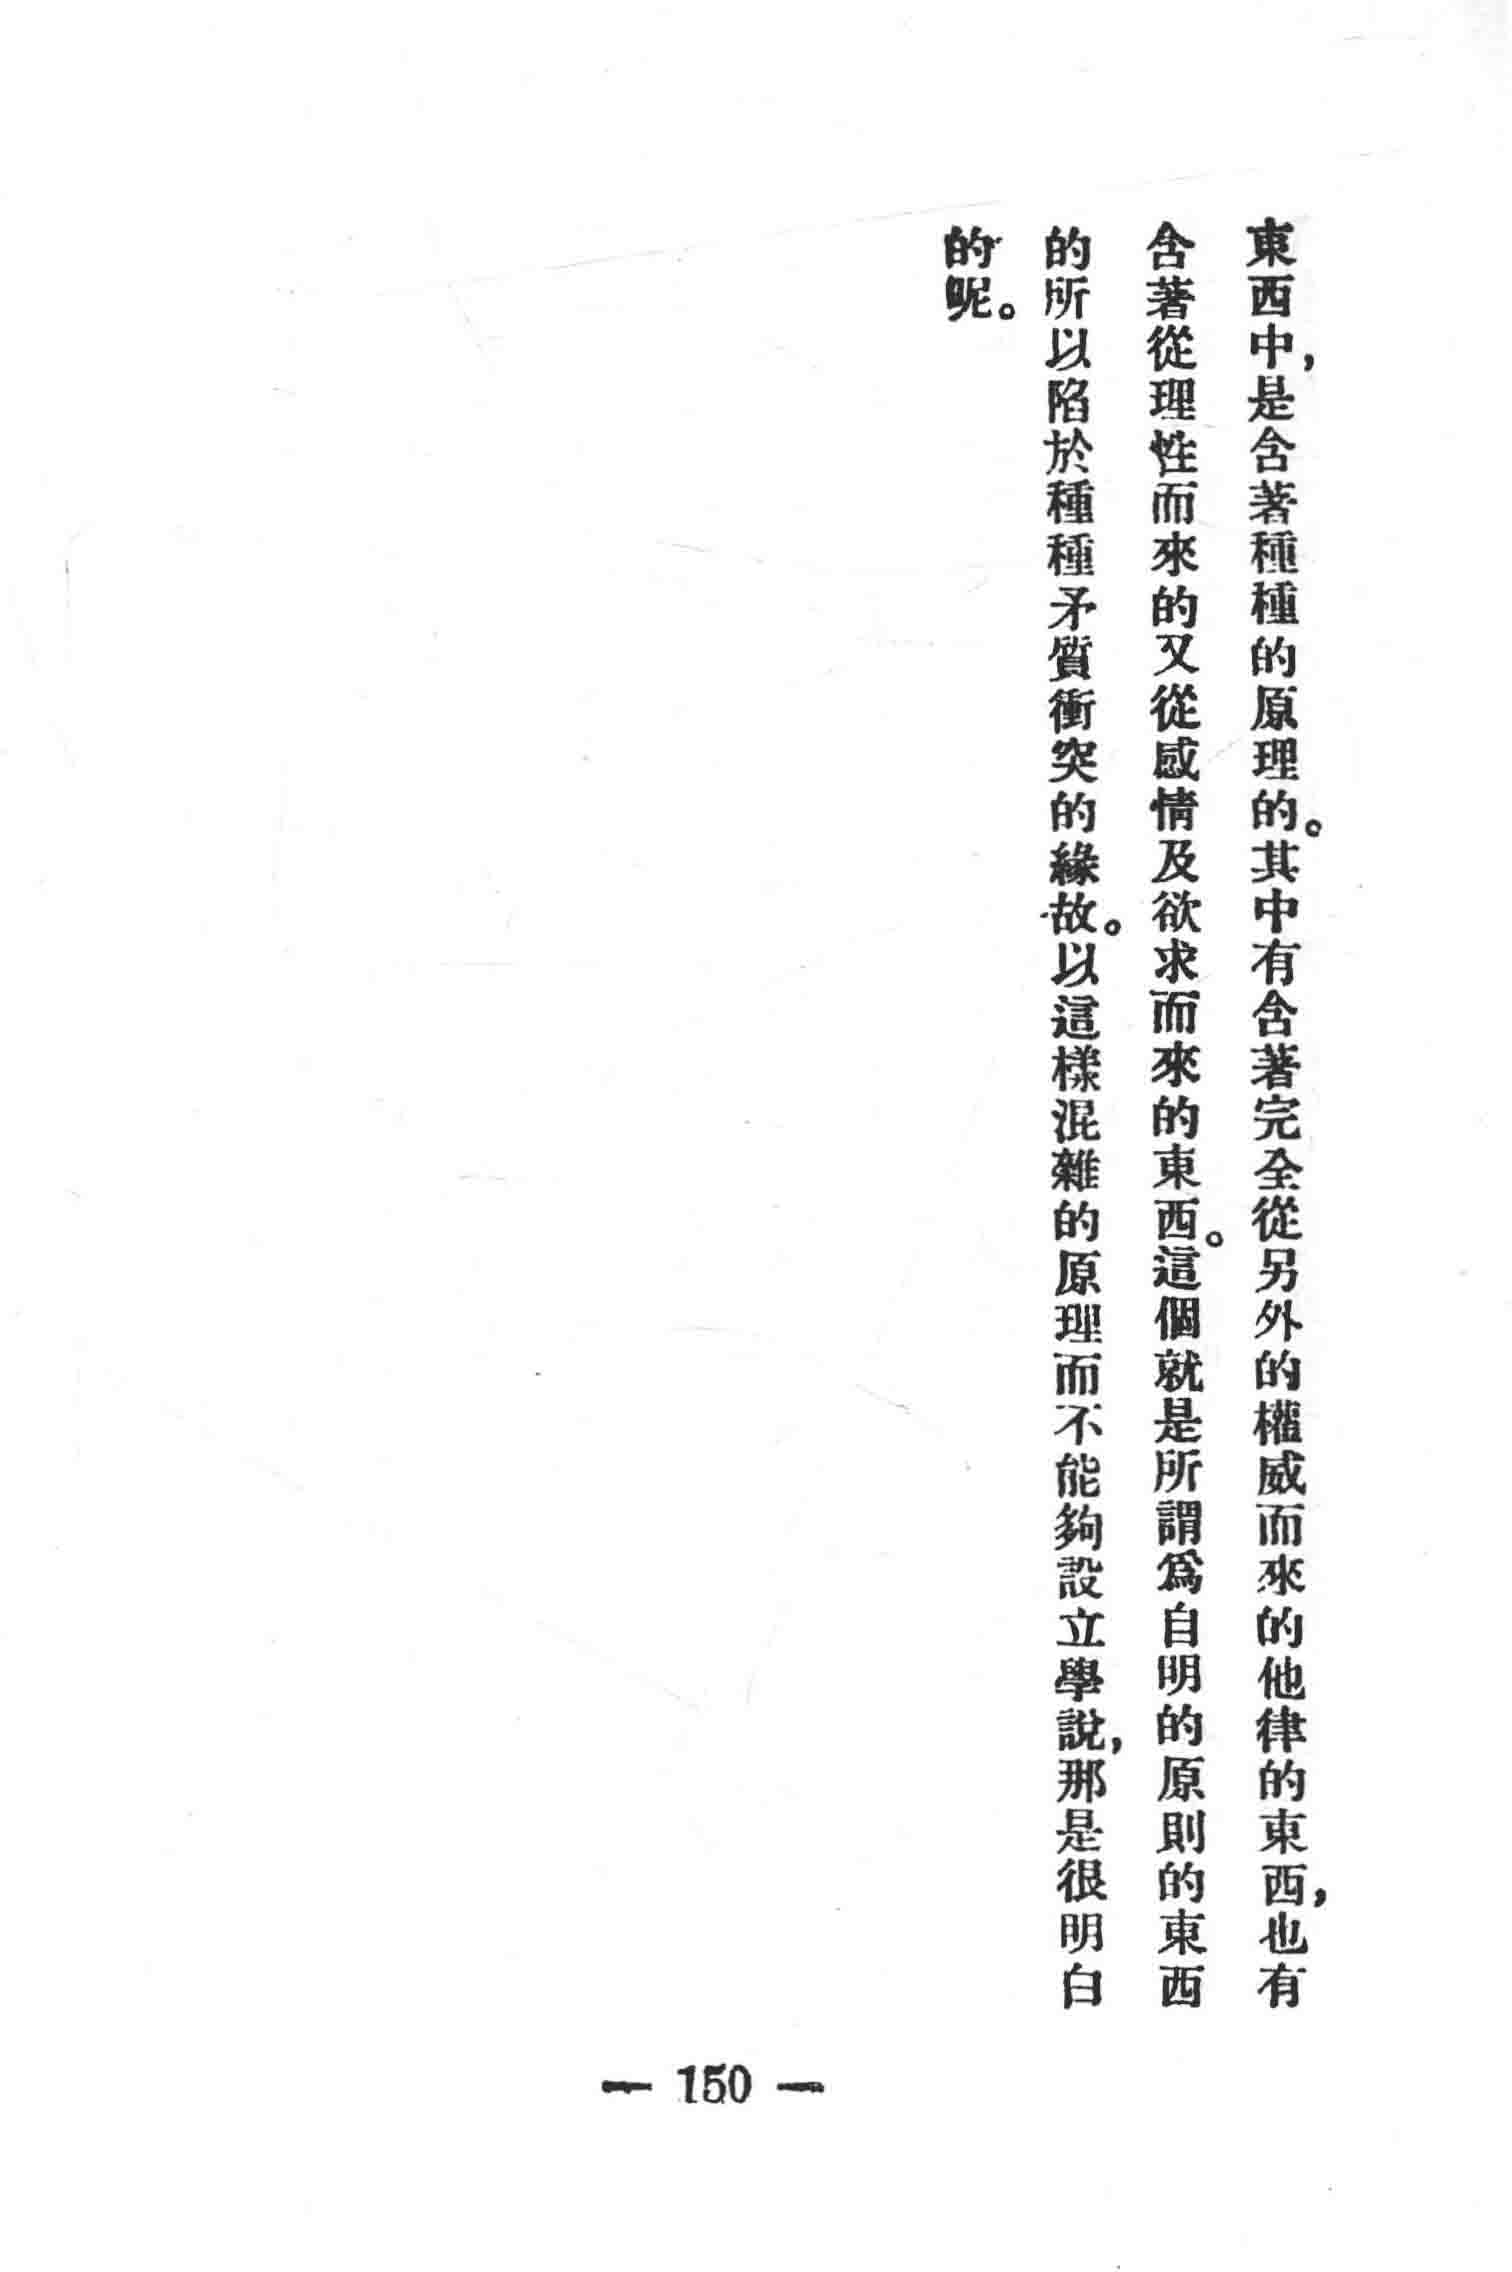 東西中，是含著種種的原理的。其中有含著完全從另外的權威而來的他律的東西，也有
含著從理性而來的又從感情及欲求而來的東西。這個就是所謂爲自明的原則的東西
的所以陷於種種矛質衝突的緣故。以這樣混雜的原理而不能夠設立學說，那是很明白
的呢。
— 150 —